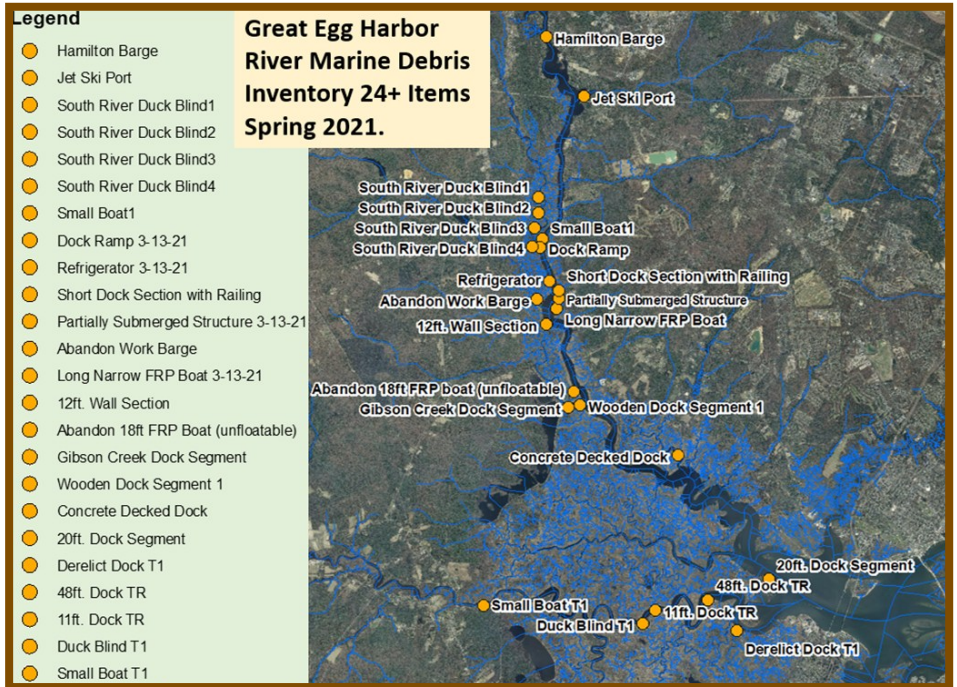 Legend
Hamilton Barge
Jet Ski Port
South River Duck Blind1
South River Duck Blind2
South River Duck Blind3
South River Duck Blind4
Small Boat1
Dock Ramp 3-13-21
Refrigerator 3-13-21
Short Dock Section with Railing
Partially Submerged Structure 3-13-21
Abandon Work Barge
Long Narrow FRP Boat 3-13-21
12ft. Wall Section
Abandon 18ft FRP Boat (unfloatable)
Gibson Creek Dock Segment
Wooden Dock Segment 1
Concrete Decked Dock
20ft. Dock Segment
Derelict Dock T1
48ft. Dock TR
11ft. Dock TR
Duck Blind T1
Small Boat T1
Great Egg Harbor
River Marine Debris
Inventory 24+ Items
Spring 2021.
Hamilton Barge
Jet Ski Port
South River Duck Blind1
South River Duck Blind2
South River Duck Blind3
Small Boat1
South River Duck Blind4
Dock Ramp
Refrigerator
Short Dock Section with Railing
Abandon Work Barge
Partially Submerged Structure
Long Narrow FRP Boat
12ft. Wall Section
Abandon 18ft FRP boat (unfloatable)
Gibson Creek Dock Segment
Wooden Dock Segment 1
Concrete Decked Dock
20ft. Dock Segment
48ft. Dock TR
Small Boat T1
11ft. Dock TR
Duck Blind T1
Derelict Dock T1